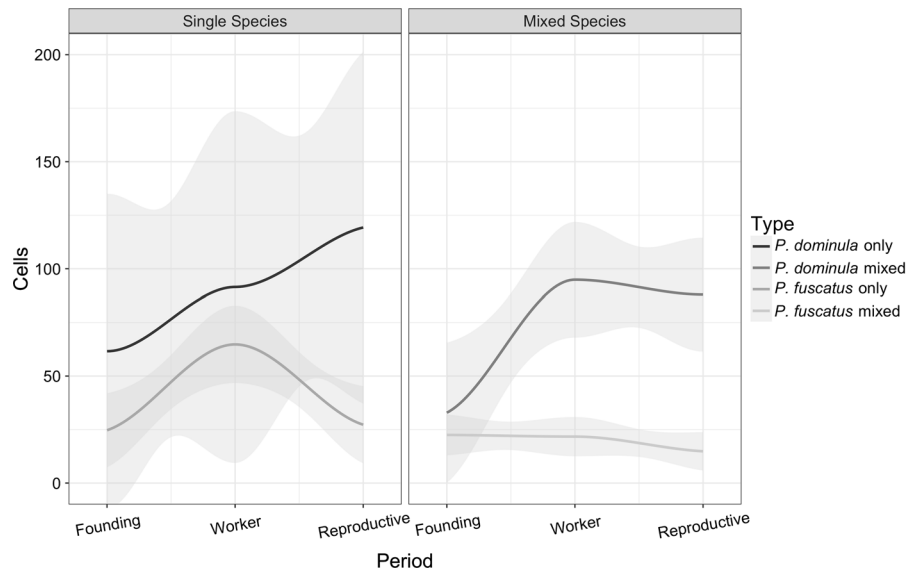 Single Species
Mixed Species
200
150
100
50
0
Cells
Founding
Worker
Reproductive
Founding
Worker
Reproductive
Period
Type
P. dominula only
P. dominula mixed
P. fuscatus only
P. fuscatus mixed